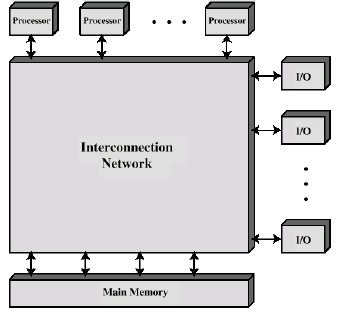 Processor
Processor
. . .
Processor
I/O
I/O
Interconnection
Network
I/O
Main Memory